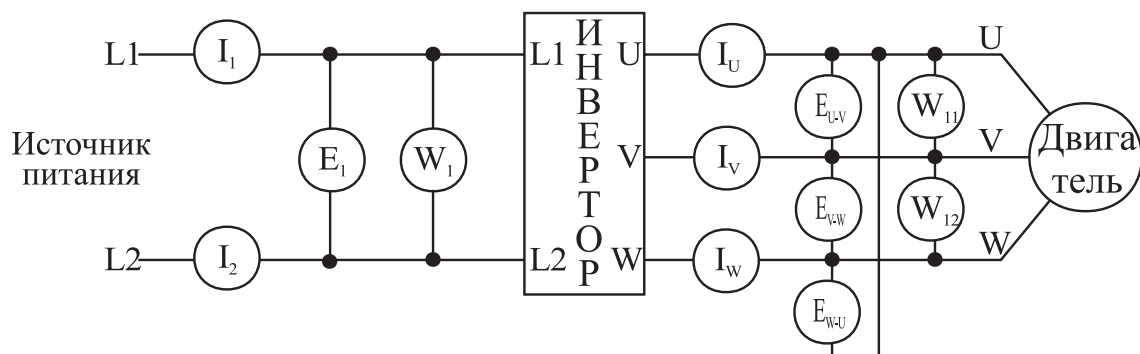 L1
I1
L1
U
IU
U
EU-V
W11
Источник
питания
E1
W1
ИНВЕРТОР
V
IV
V
Двига
тель
EV-W
W12
L2
I2
L2
W
IW
W
EW-U